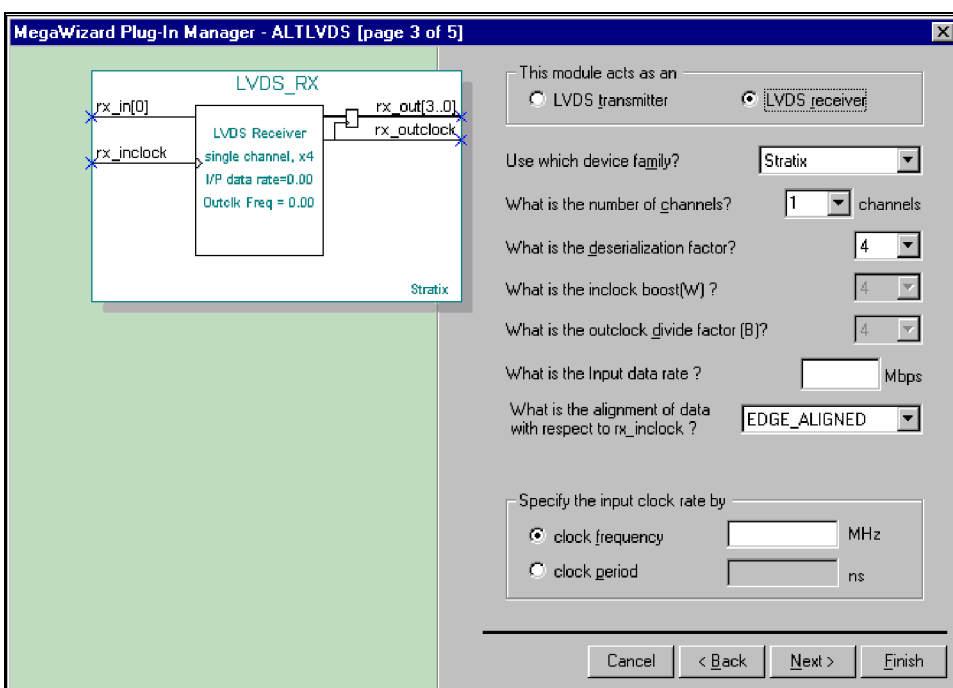 MegaWizard Plug-In Manager - ALTLVDS [page 3 of 5]
LVDS_RX
rx_in[0]
rx_out[3..0]
rx_outclock
rx_inclock
LVDS Receiver
single channel, x4
I/P data rate=0.00
Outclk Freq = 0.00
Stratix
This module acts as an
LVDS transmitter
LVDS receiver
Use which device family?
Stratix
What is the number of channels?
1
channels
What is the deserialization factor?
4
What is the inclock boost(W) ?
4
What is the outclock divide factor (B)?
4
What is the Input data rate ?
Mbps
What is the alignment of data
with respect to rx_inclock ?
EDGE_ALIGNED
Specify the input clock rate by
clock frequency
MHz
clock period
ns
Cancel
< Back
Next >
Finish